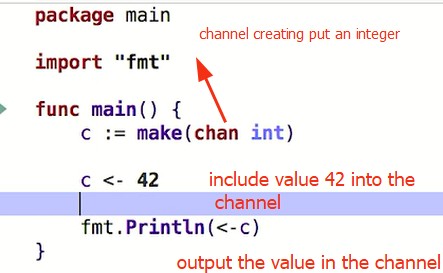 package main
channel creating put an integer
import "fmt"
func main() {
c := make(chan int)
c <- 42
include value 42 into the
channel
fmt.Println(<-c)
}
output the value in the channel